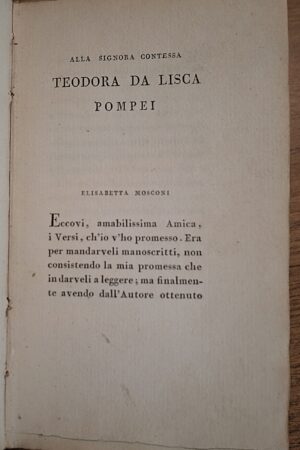 ALLA SIGNORA CONTESSA
TEODORA DA LISCA
POMPEI
ELISABETTA MOSCONI
Eccovi, amabilissima Amica,
i Versi, ch'io v'ho promesso. Era
per mandarveli manoscritti, non
consistendo la mia promessa che
in darveli a leggere; ma finalmen-
te avendo dall'Autore ottenuto